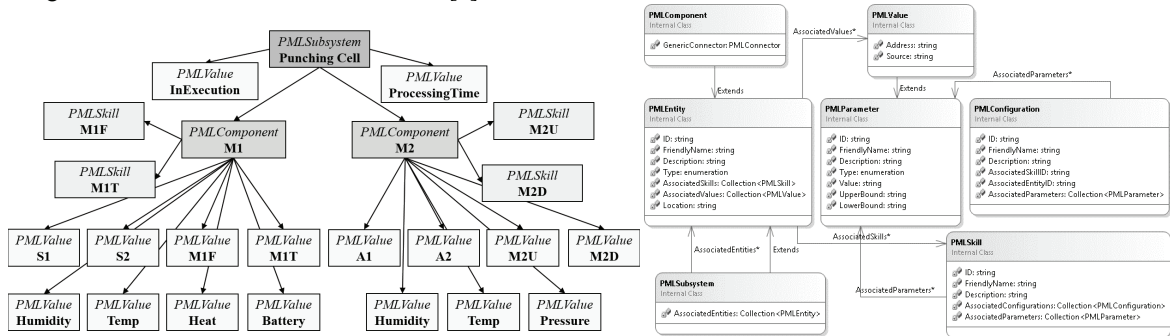 PMLSubsystem
Punching Cell
PMLValue
InExecution
PMLValue
ProcessingTime
PMLSkill
M1F
PMLComponent
M1
PMLComponent
M2
PMLSkill
M2U
PMLSkill
M1T
PMLSkill
M2D
PMLValue
S1
PMLValue
S2
PMLValue
M1F
PMLValue
M1T
PMLValue
A1
PMLValue
A2
PMLValue
M2U
PMLValue
M2D
PMLValue
Humidity
PMLValue
Temp
PMLValue
Heat
PMLValue
Battery
PMLValue
Humidity
PMLValue
Temp
PMLValue
Pressure
PMLComponent
Internal Class
GenericConnector: PMLConnector
AssociatedValues*
PMLValue
Internal Class
Address: string
Source: string
Extends
Extends
AssociatedParameters*
PMLEntity
Internal Class
ID: string
FriendlyName: string
Description: string
Type: enumeration
AssociatedSkills: Collection<PMLSkill>
AssociatedValues: Collection<PMLValue>
Location: string
PMLParameter
Internal Class
ID: string
FriendlyName: string
Description: string
Type: enumeration
Value: string
UpperBound: string
LowerBound: string
PMLConfiguration
Internal Class
ID: string
FriendlyName: string
Description: string
AssociatedSkillID: string
AssociatedEntityID: string
AssociatedParameters: Collection<PMLParameter>
AssociatedEntities*
Extends
AssociatedSkills*
AssociatedParameters*
PMLSubsystem
Internal Class
AssociatedEntities: Collection<PMLEntity>
PMLSkill
Internal Class
ID: string
FriendlyName: string
Description: string
AssociatedConfigurations: Collection<PMLConfiguration>
AssociatedParameters: Collection<PMLParameter>